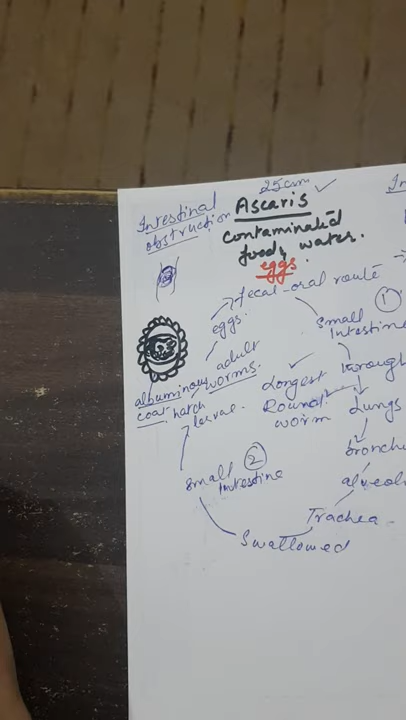 25cm
In
Intestinal
obstruction
Ascaris
Contaminated
food, water.
eggs
fecal-oral route
eggs.
1
Small
Intestine
through
Lungs
bronch
alveol
Trachea
Swallowed
Small 2
Intestine
hatch
larvae.
adult
worms.
albuminous
coat
Longest
Round
worm